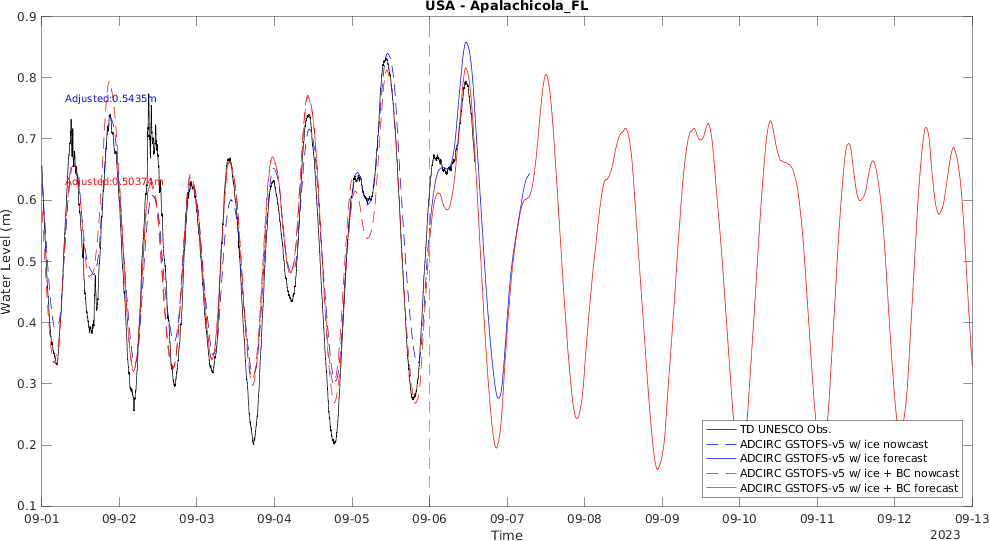 USA - Apalachicola_FL
0.9
0.8
0.7
0.6
0.5
0.4
0.3
0.2
0.1
Water Level (m)
Adjusted:0.5435m
Adjusted:0.50374m
TD UNESCO Obs.
ADCIRC GSTOFS-v5 w/ ice nowcast
ADCIRC GSTOFS-v5 w/ ice forecast
ADCIRC GSTOFS-v5 w/ ice + BC nowcast
ADCIRC GSTOFS-v5 w/ ice + BC forecast
09-01 09-02 09-03 09-04 09-05 09-06 09-07 09-08 09-09 09-10 09-11 09-12 09-13
Time
2023